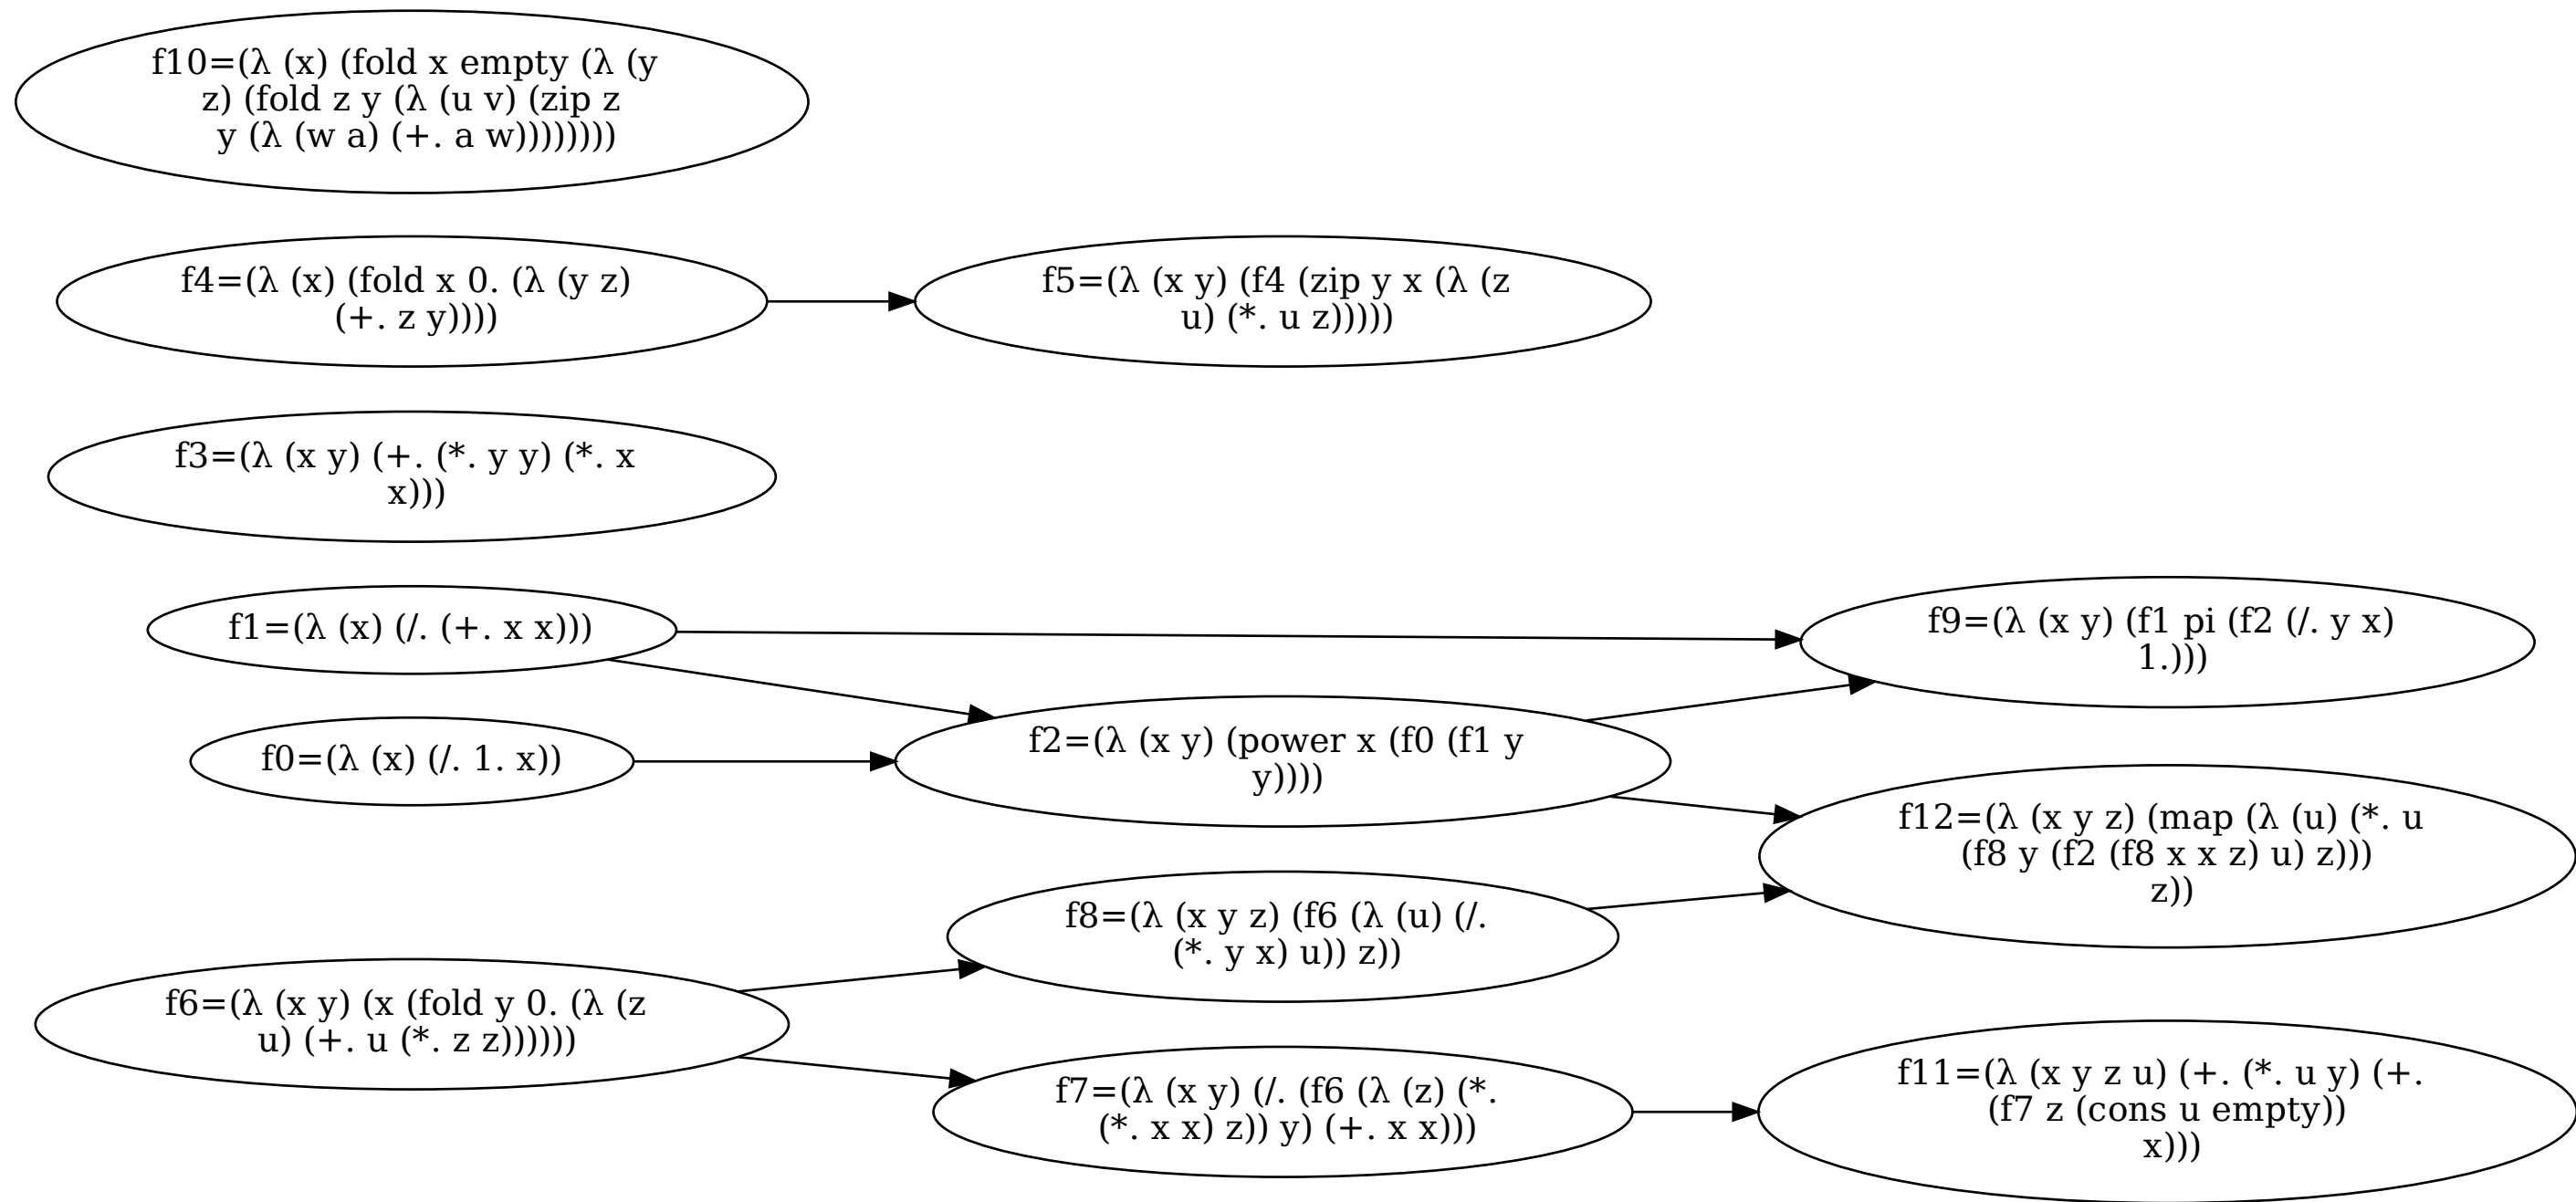 f10=(λ (x) (fold x empty (λ (y
z) (fold z y (λ (u v) (zip z
y (λ (w a) (+. a w))))))))
f4=(λ (x) (fold x 0. (λ (y z)
(+. z y))))
f5=(λ (x y) (f4 (zip y x (λ (z
u) (*. u z)))))
f3=(λ (x y) (+. (*. y y) (*. x
x)))
f1=(λ (x) (/. (+. x x)))
f9=(λ (x y) (f1 pi (f2 (/. y x)
1.)))
f0=(λ (x) (/. 1. x))
f2=(λ (x y) (power x (f0 (f1 y
y))))
f12=(λ (x y z) (map (λ (u) (*. u
(f8 y (f2 (f8 x x z) u) z)))
z))
f8=(λ (x y z) (f6 (λ (u) (/.
(*. y x) u)) z))
f6=(λ (x y) (x (fold y 0. (λ (z
u) (+. u (*. z z))))))
f7=(λ (x y) (/. (f6 (λ (z) (*.
(*. x x) z)) y) (+. x x)))
f11=(λ (x y z u) (+. (*. u y) (+.
(f7 z (cons u empty))
x)))